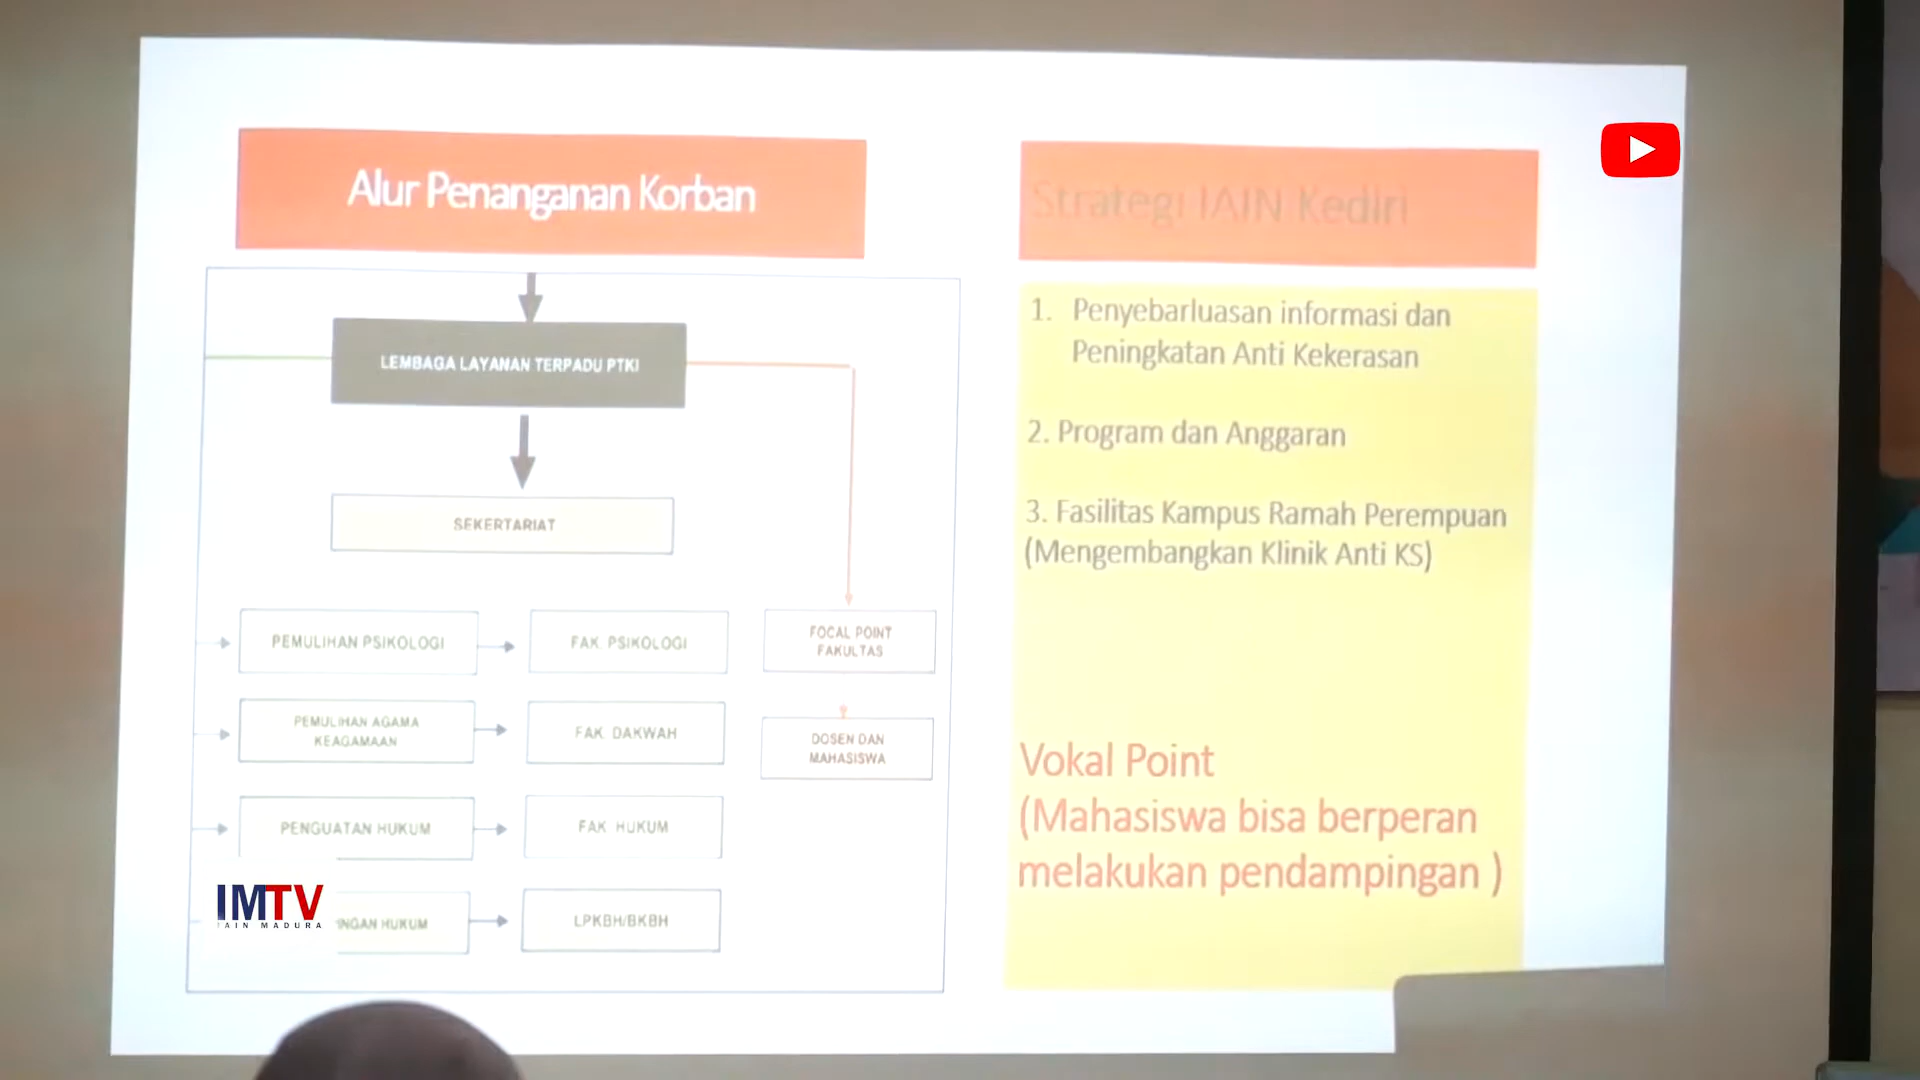 Alur Penanganan Korban
LEMBAGA LAYANAN TERPADU PTKI
SEKERTARIAT
PEMULIHAN PSIKOLOGI
FAK. PSIKOLOGI
FOCAL POINT
FAKULTAS
PEMULIHAN AGAMA
KEAGAMAAN
FAK. DAKWAH
DOSEN DAN
MAHASISWA
PENGUATAN HUKUM
FAK. HUKUM
HUKUM
LPKBH/BKBH
IMTV
IAIN MADURA
Strategi IAIN Kediri
1. Penyebarluasan informasi dan
Peningkatan Anti Kekerasan
2. Program dan Anggaran
3. Fasilitas Kampus Ramah Perempuan
(Mengembangkan Klinik Anti KS)
Vokal Point
(Mahasiswa bisa berperan
melakukan pendampingan )